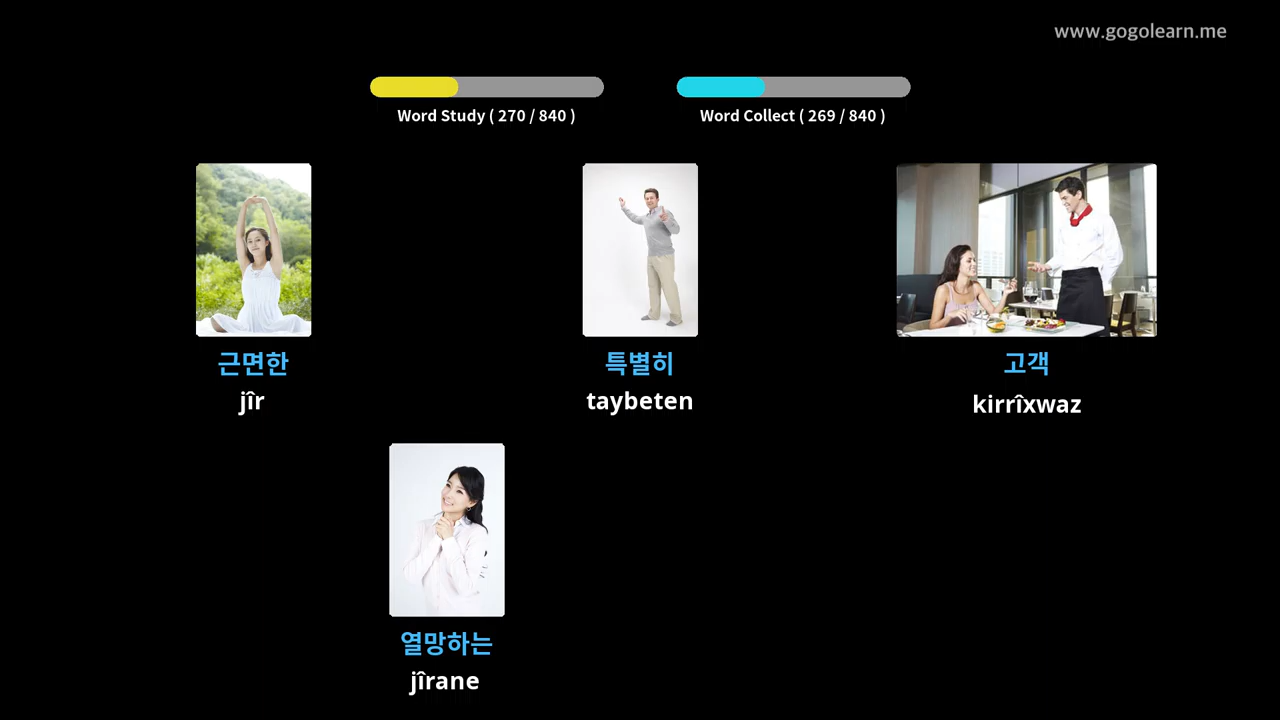 www.gogolearn.me
Word Study ( 270 / 840 )
Word Collect ( 269 / 840 )
근면한
jîr
특별히
taybeten
고객
kirrîxwaz
열망하는
jîrane